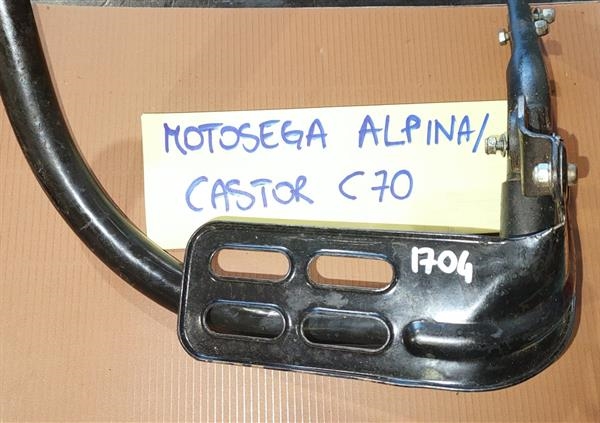 MOTOSEGA ALPINA/
CASTOR C70
1704